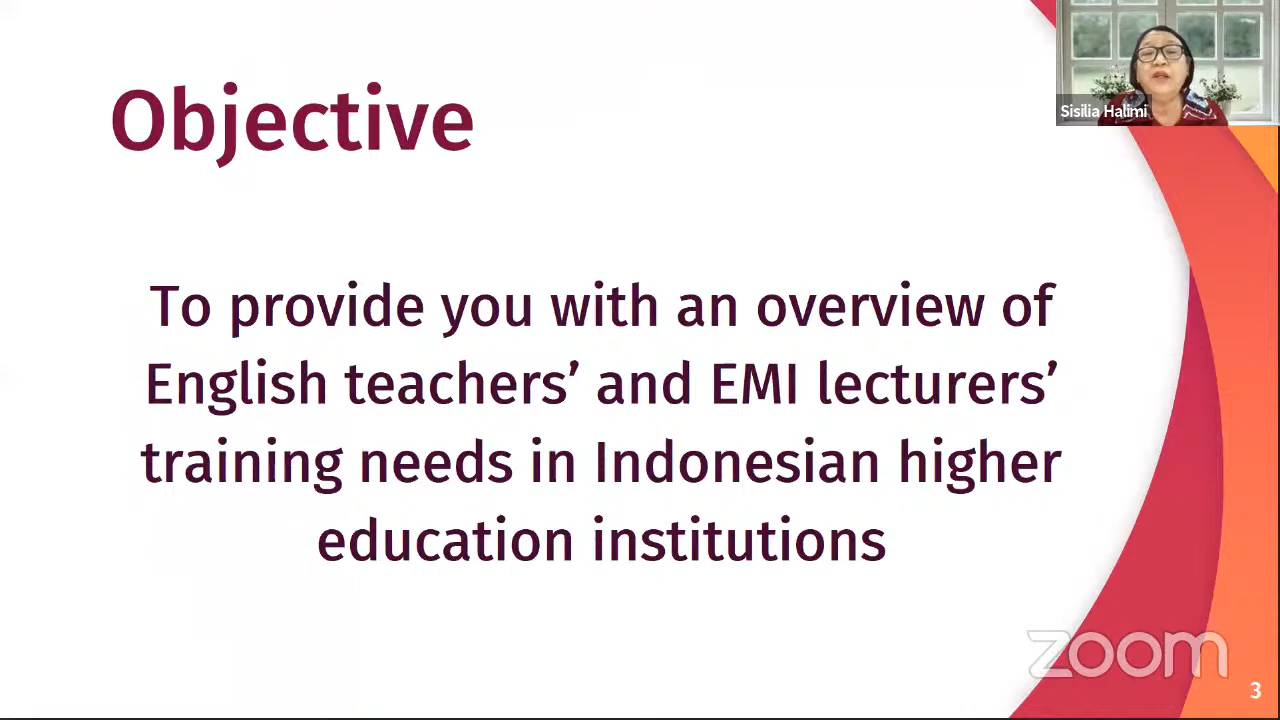 Objective
Sisilia Halimi
To provide you with an overview of
English teachers’ and EMI lecturers’
training needs in Indonesian higher
education institutions
zoom
3